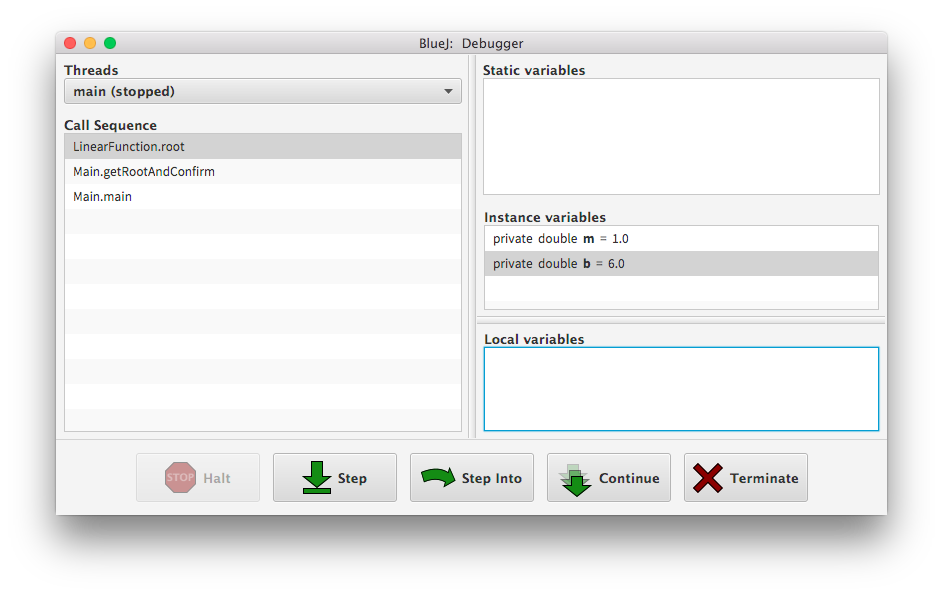 BlueJ: Debugger
Threads
main (stopped)
Call Sequence
LinearFunction.root
Main.getRootAndConfirm
Main.main
Static variables
Instance variables
private double m = 1.0
private double b = 6.0
Local variables
STOP Halt
Step
Step Into
Continue
Terminate